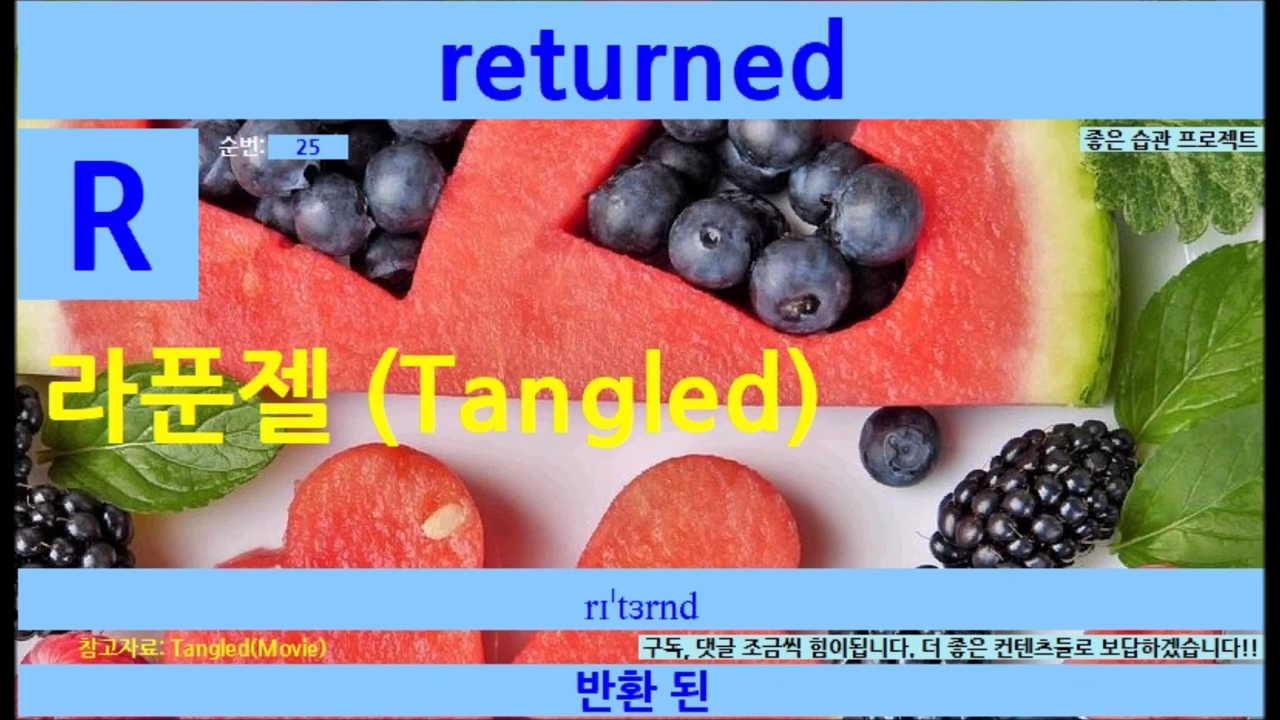 returned
R
순번: 25
좋은 습관 프로젝트
라푼젤 (Tangled)
rɪˈtɜrnd
참고자료: Tangled(Movie)
구독, 댓글 조금씩 힘이됩니다. 더 좋은 컨텐츠들로 보답하겠습니다!!
반환 된